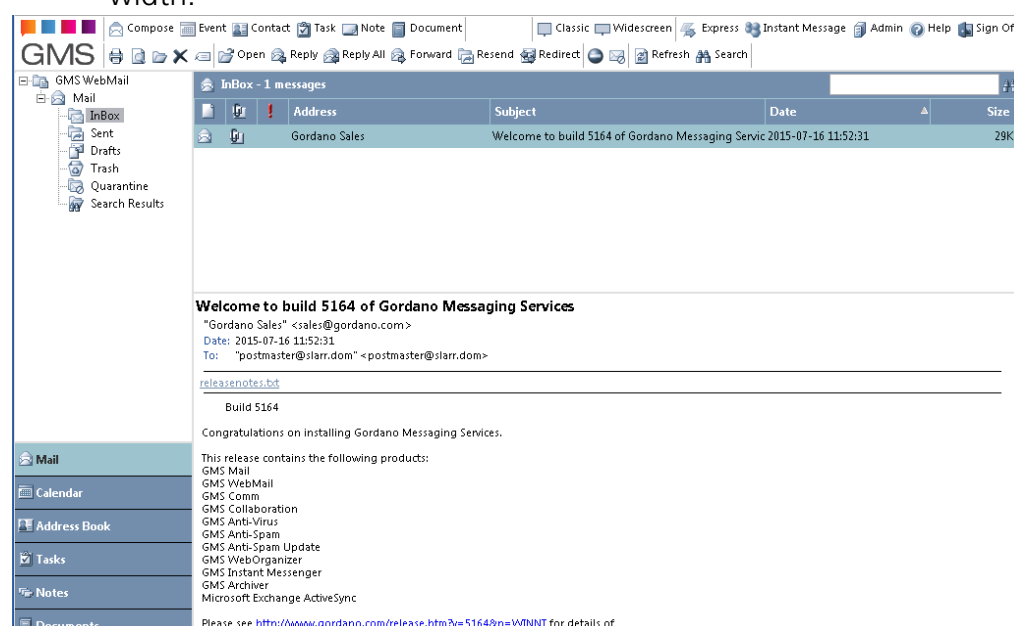 width.
Compose Event Contact Task Note Document Classic Widescreen Express Instant Message Admin Help Sign Of
GMS Open Reply Reply All Forward Resend Redirect Refresh Search
GMS WebMail
Mail
InBox
Sent
Drafts
Trash
Quarantine
Search Results
Mail
Calendar
Address Book
Tasks
Notes
Documents
InBox - 1 messages
! Address Subject Date Size
Gordano Sales Welcome to build 5164 of Gordano Messaging Servic 2015-07-16 11:52:31 29K
Welcome to build 5164 of Gordano Messaging Services
"Gordano Sales" <sales@gordano.com>
Date: 2015-07-16 11:52:31
To: "postmaster@slarr.dom" <postmaster@slarr.dom>
releasenotes.txt
Build 5164
Congratulations on installing Gordano Messaging Services.
This release contains the following products:
GMS Mail
GMS WebMail
GMS Comm
GMS Collaboration
GMS Anti-Virus
GMS Anti-Spam
GMS Anti-Spam Update
GMS WebOrganizer
GMS Instant Messenger
GMS Archiver
Microsoft Exchange ActiveSync
Please see http://www.gordano.com/release.htm?v=5164&n=WINNT for details of